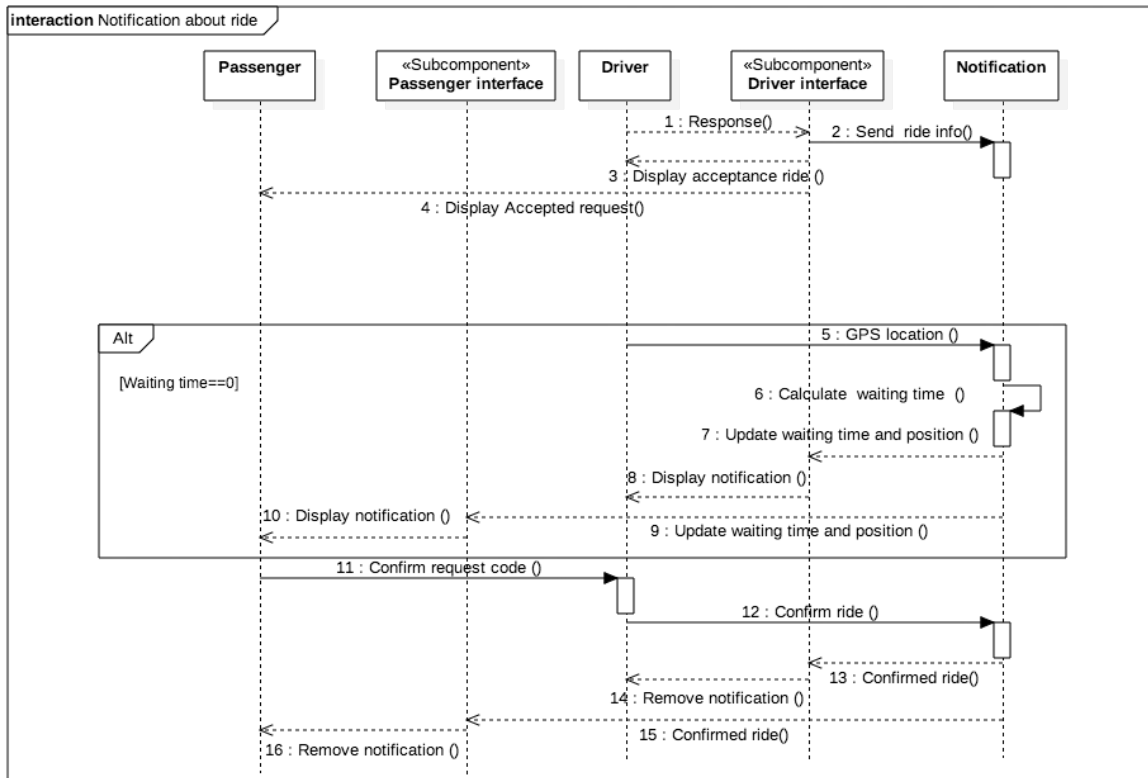 interaction Notification about ride
Passenger
«Subcomponent»
Passenger interface
Driver
«Subcomponent»
Driver interface
Notification
1 : Response()
2 : Send  ride info()
3 : Display acceptance ride ()
4 : Display Accepted request()
Alt
5 : GPS location ()
[Waiting time==0]
6 : Calculate  waiting time  ()
7 : Update waiting time and position ()
8 : Display notification ()
10 : Display notification ()
9 : Update waiting time and position ()
11 : Confirm request code ()
12 : Confirm ride ()
13 : Confirmed ride()
14 : Remove notification ()
15 : Confirmed ride()
16 : Remove notification ()